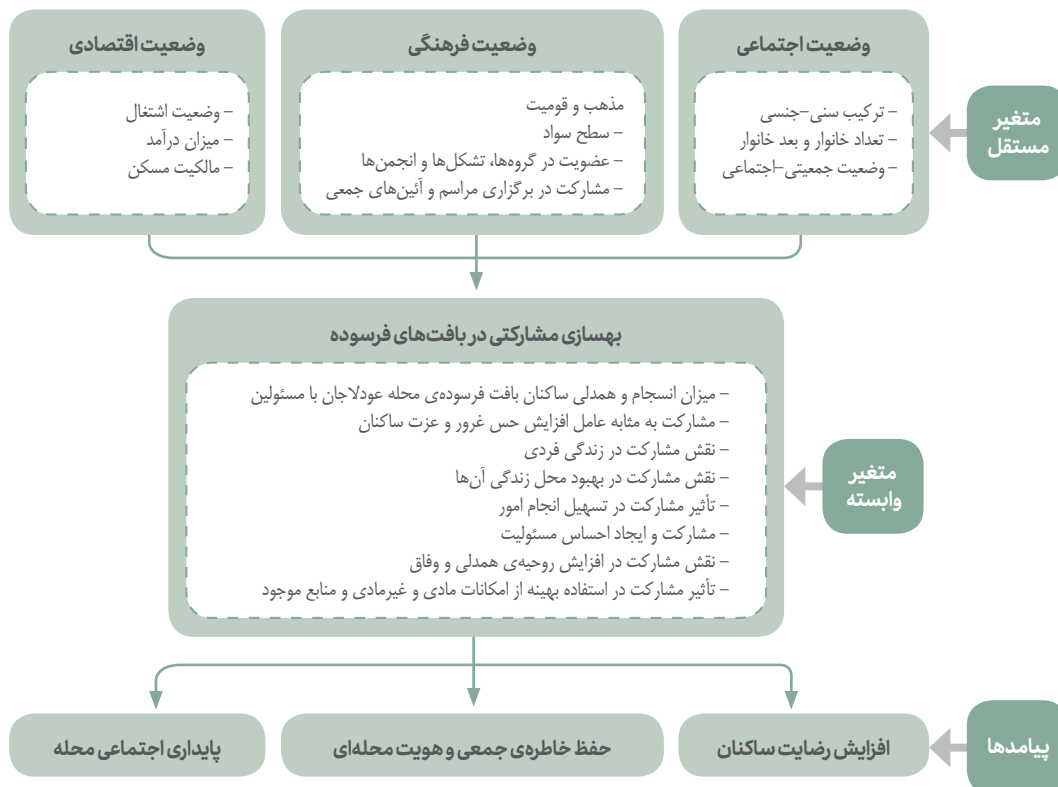 متغیر
مستقل
وضعیت اجتماعی
– ترکیب سنی–جنسی
– تعداد خانوار و بعد خانوار
– وضعیت جمعیتی–اجتماعی
وضعیت فرهنگی
مذهب و قومیت
– سطح سواد
– عضویت در گروه‌ها، تشکل‌ها و انجمن‌ها
– مشارکت در برگزاری مراسم و آئین‌های جمعی
وضعیت اقتصادی
– وضعیت اشتغال
– میزان درآمد
– مالکیت مسکن
متغیر
وابسته
بهسازی مشارکتی در بافت‌های فرسوده
– میزان انسجام و همدلی ساکنان بافت فرسوده‌ی محله عودلاجان با مسئولین
– مشارکت به مثابه عامل افزایش حس غرور و عزت ساکنان
– نقش مشارکت در زندگی فردی
– نقش مشارکت در بهبود محل زندگی آن‌ها
– تأثیر مشارکت در تسهیل انجام امور
– مشارکت و ایجاد احساس مسئولیت
– نقش مشارکت در افزایش روحیه‌ی همدلی و وفاق
– تأثیر مشارکت در استفاده بهینه از امکانات مادی و غیرمادی و منابع موجود
پیامدها
افزایش رضایت ساکنان
حفظ خاطره‌ی جمعی و هویت محله‌ای
پایداری اجتماعی محله